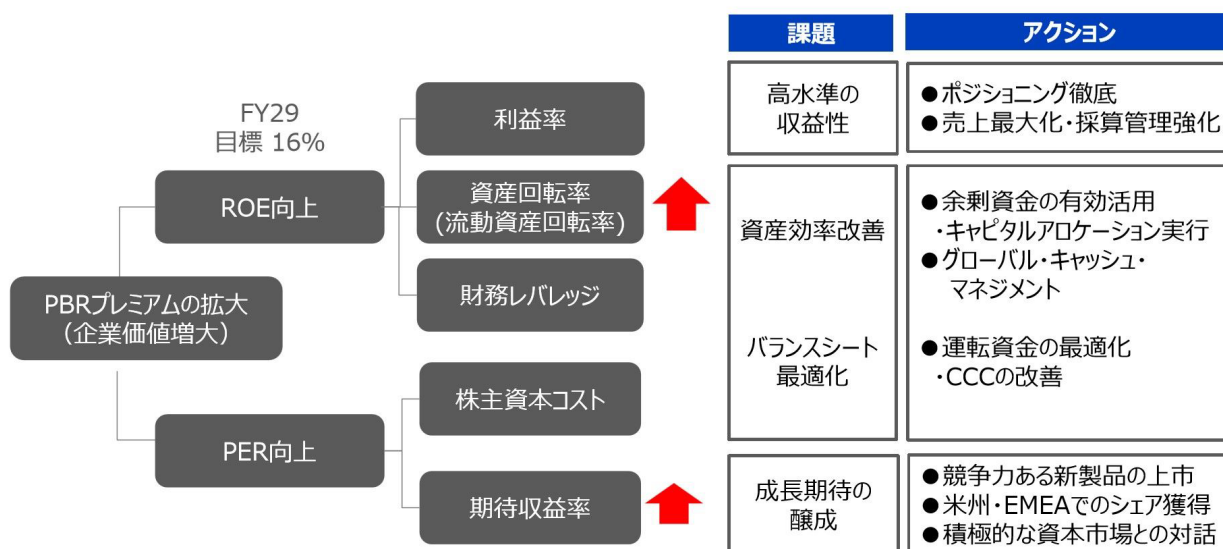 課題
アクション
FY29
目標 16%
利益率
高水準の
収益性
●ポジショニング徹底
●売上最大化・採算管理強化
ROE向上
資産回転率
(流動資産回転率)
資産効率改善
●余剰資金の有効活用
・キャピタルアロケーション実行
●グローバル・キャッシュ・
マネジメント
財務レバレッジ
PBRプレミアムの拡大
（企業価値増大）
バランスシート
最適化
●運転資金の最適化
・CCCの改善
株主資本コスト
PER向上
期待収益率
成長期待の
醸成
●競争力ある新製品の上市
●米州・EMEAでのシェア獲得
●積極的な資本市場との対話